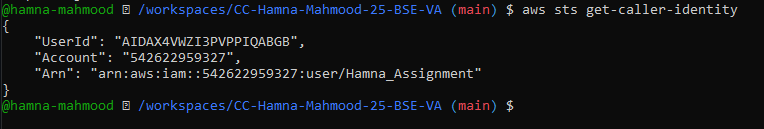 @hamna-mahmood /workspaces/CC-Hamna-Mahmood-25-BSE-VA (main) $ aws sts get-caller-identity
{
    "UserId": "AIDAX4VWZI3PVPPIQABGB",
    "Account": "542622959327",
    "Arn": "arn:aws:iam::542622959327:user/Hamna_Assignment"
}
@hamna-mahmood /workspaces/CC-Hamna-Mahmood-25-BSE-VA (main) $